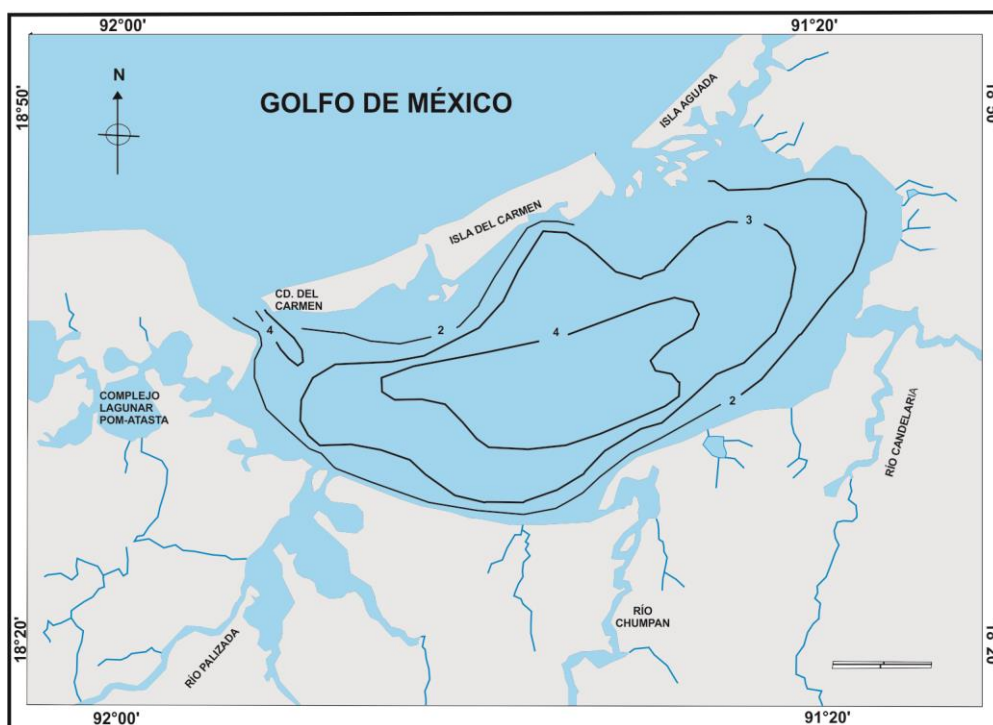 92°00'
91°20'
18°50'
N
GOLFO DE MÉXICO
ISLA AGUADA
ISLA DEL CARMEN
3
CD. DEL
CARMEN
4
2
4
COMPLEJO
LAGUNAR
POM-ATASTA
2
RÍO CANDELARIA
RÍO
CHUMPAN
RÍO PALIZADA
18°20'
18°20'
92°00'
91°20'